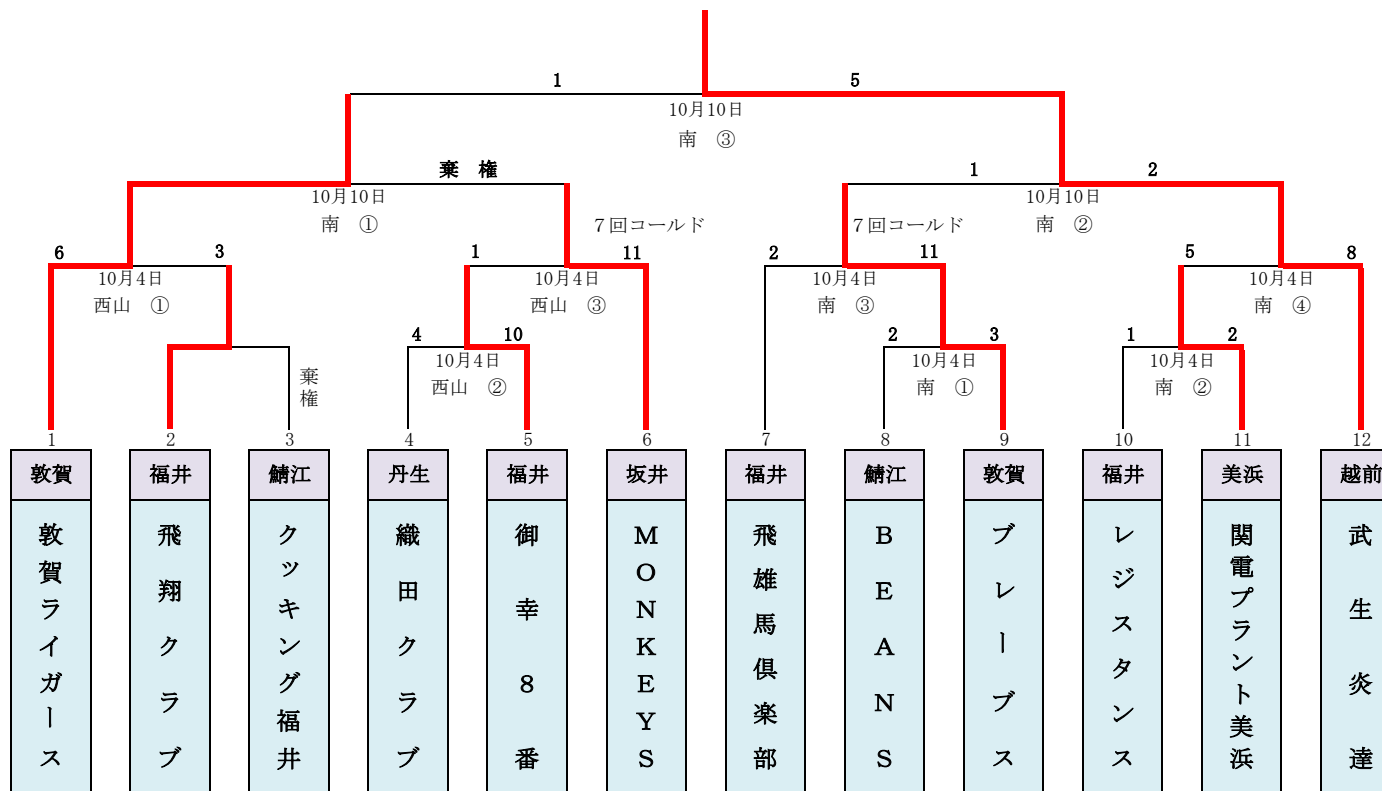 1
5
10月10日
南 ③
棄 権
1
2
10月10日
南 ①
10月10日
南 ②
７回コールド
７回コールド
6
3
1
11
2
11
5
8
10月4日
西山 ①
10月4日
西山 ③
10月4日
南 ③
10月4日
南 ④
4
10
2
3
1
2
10月4日
西山 ②
10月4日
南 ①
10月4日
南 ②
棄権
1
2
3
4
5
6
7
8
9
10
11
12
敦賀
福井
鯖江
丹生
福井
坂井
福井
鯖江
敦賀
福井
美浜
越前
敦賀ライガース
飛翔クラブ
クッキング福井
織田クラブ
御幸８番
ＭＯＮＫＥＹＳ
飛雄馬倶楽部
ＢＥＡＮＳ
ブレーブス
レジスタンス
関電プラント美浜
武生炎達